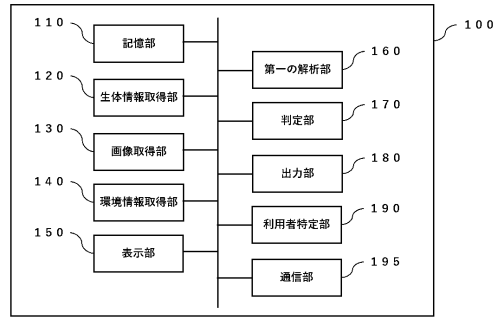 110
記憶部
120
生体情報取得部
130
画像取得部
140
環境情報取得部
150
表示部
100
160
第一の解析部
170
判定部
180
出力部
190
利用者特定部
195
通信部